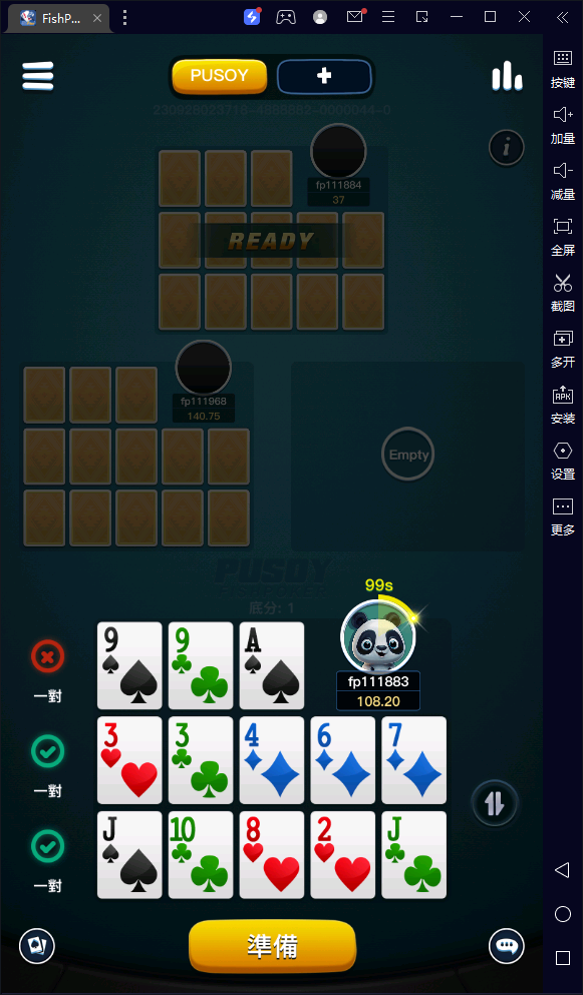 FishP...
PUSOY
+
230928023718-4888882-0000044-0
fp111884
37
READY
fp111968
140.75
Empty
PUSOY
底分: 1
99s
9 9 A
fp111883
108.20
一對
3 3 4 6 7
一對
J 10 8 2 J
一對
準備
按键
加量
减量
全屏
截图
多开
APK
安装
设置
更多